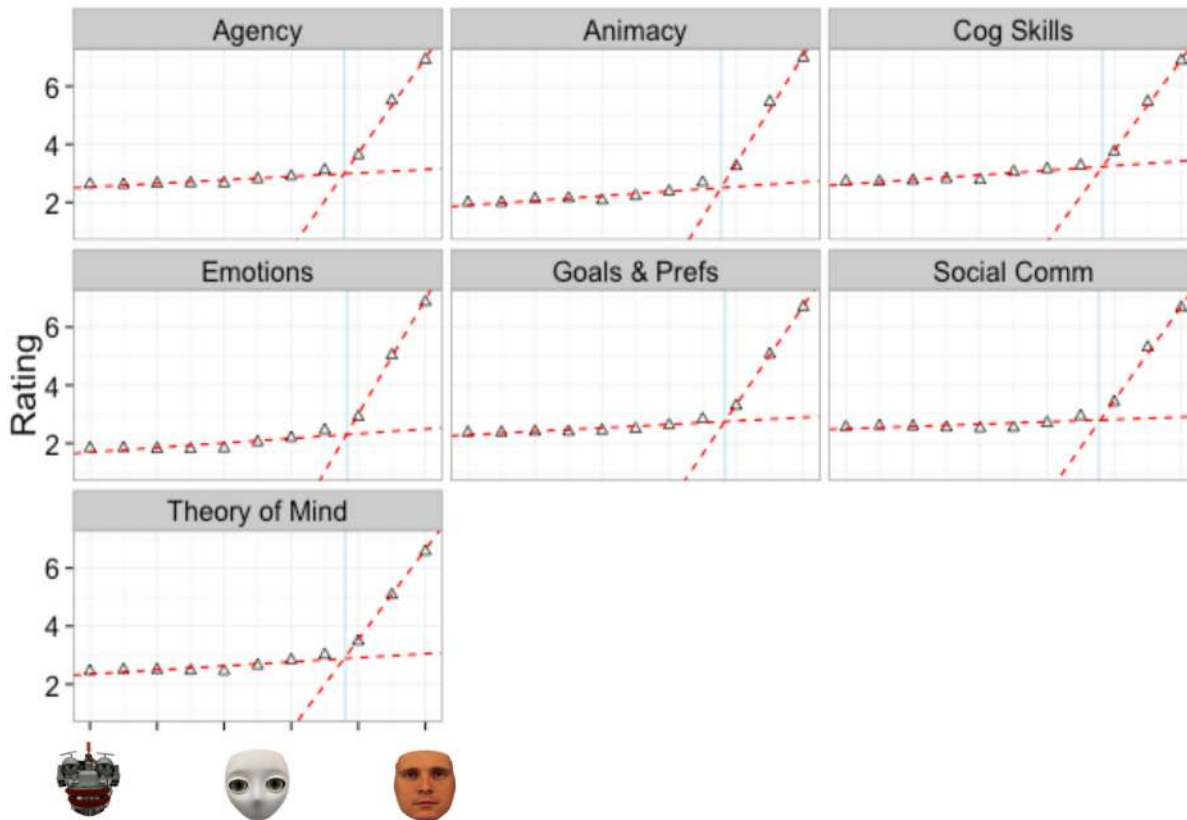 Agency
Animacy
Cog Skills
6
4
2
Emotions
Goals & Prefs
Social Comm
Rating
6
4
2
Theory of Mind
6
4
2